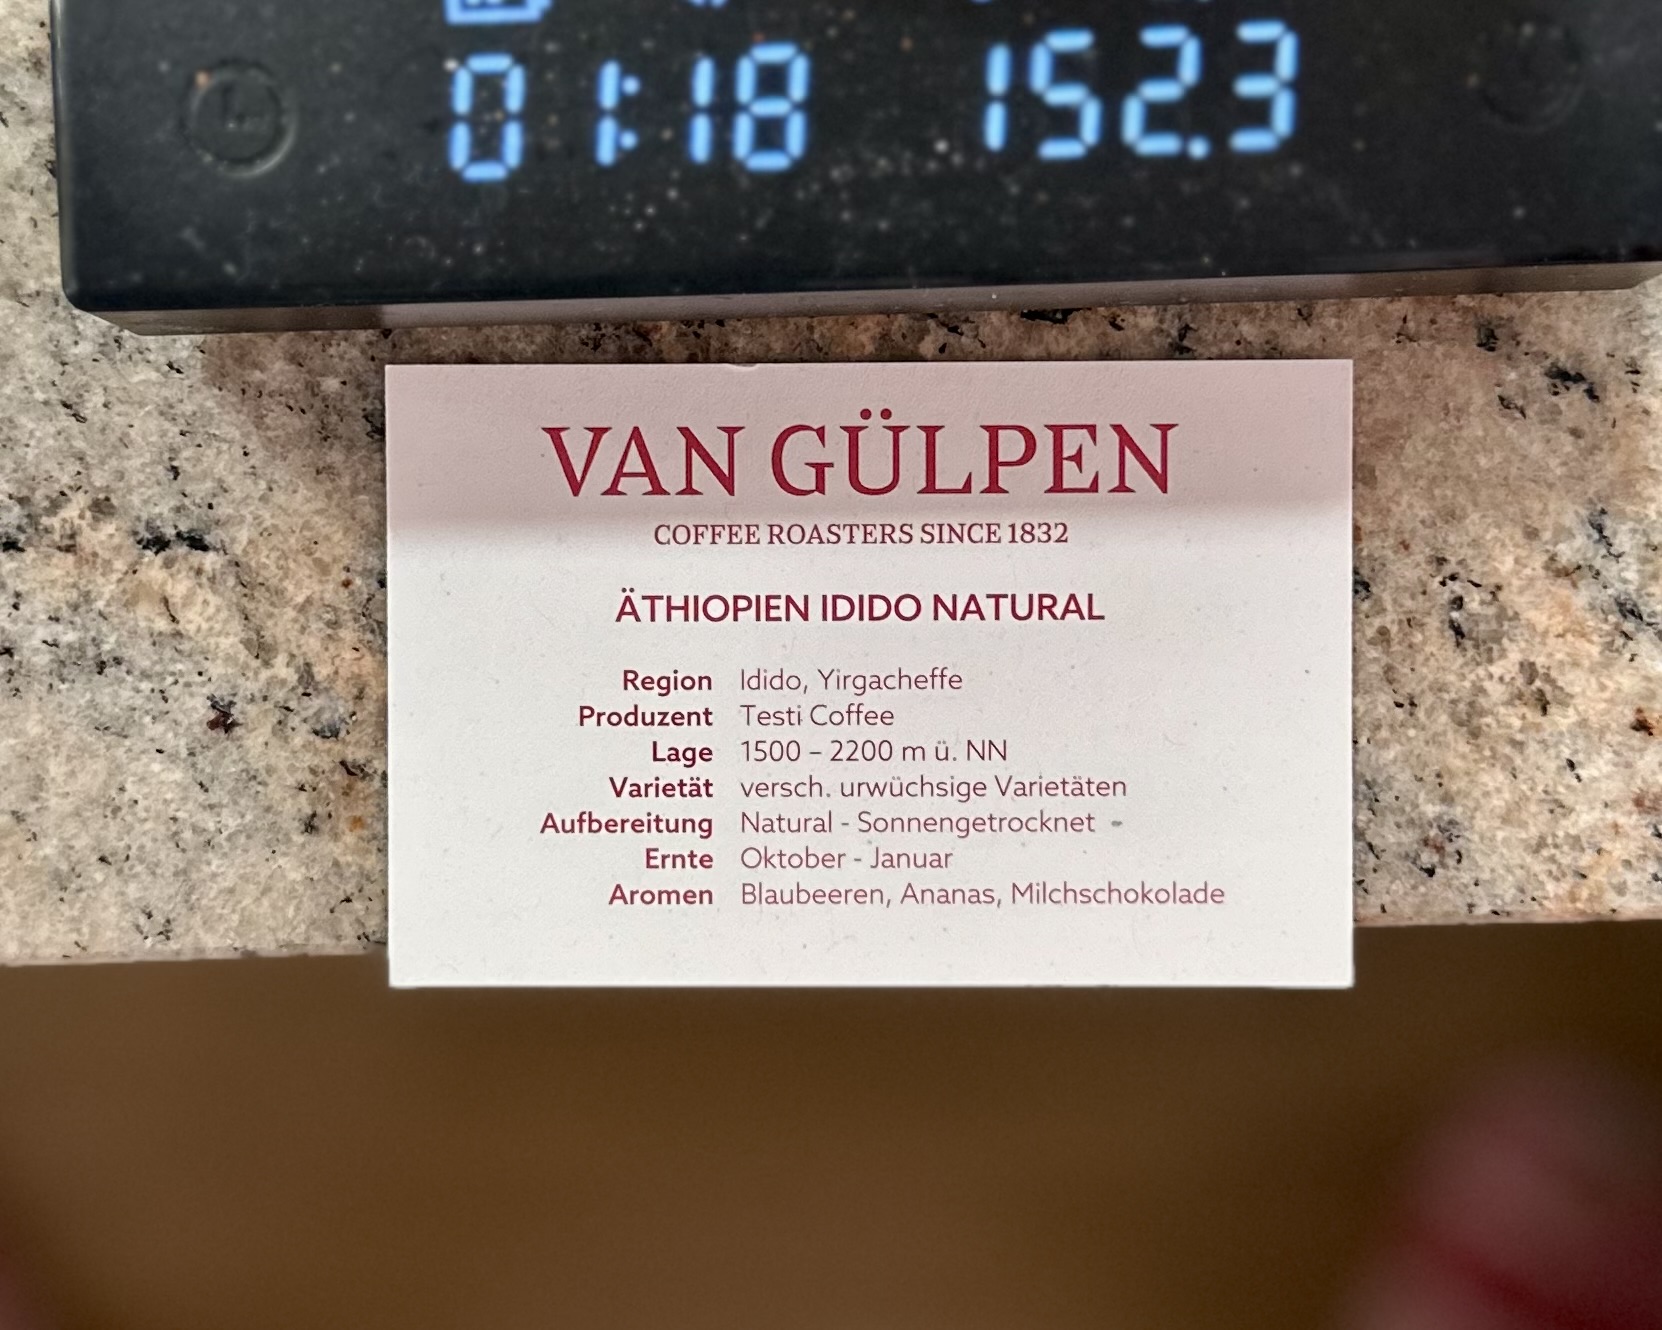 01:18 152.3
VAN GÜLPEN
COFFEE ROASTERS SINCE 1832
ÄTHIOPIEN IDIDO NATURAL
Region Idido, Yirgacheffe
Produzent Testi Coffee
Lage 1500 – 2200 m ü. NN
Varietät versch. urwüchsige Varietäten
Aufbereitung Natural - Sonnengetrocknet
Ernte Oktober - Januar
Aromen Blaubeeren, Ananas, Milchschokolade